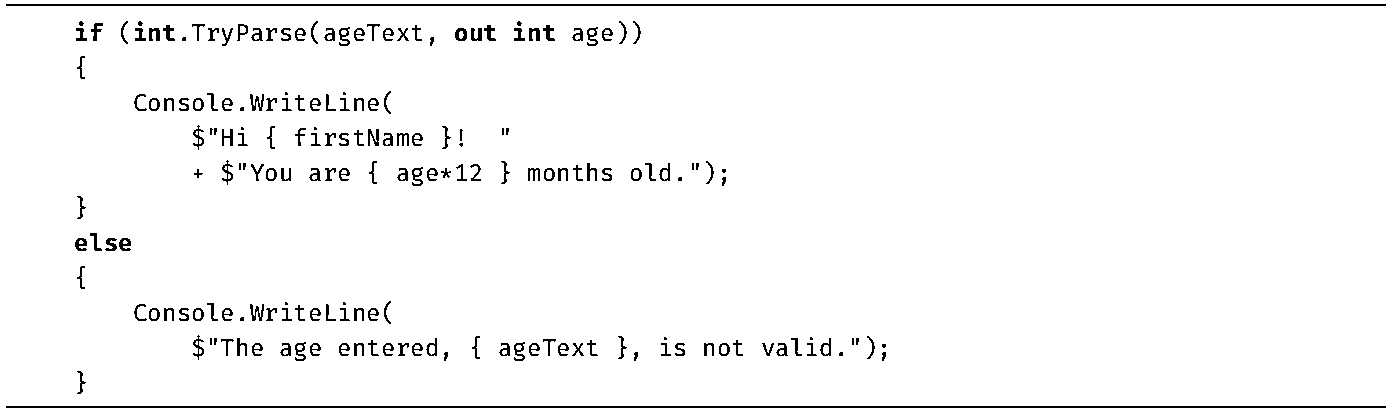 if (int.TryParse(ageText, out int age))
{
    Console.WriteLine(
        $"Hi { firstName }!  "
        + $"You are { age*12 } months old.");
}
else
{
    Console.WriteLine(
        $"The age entered, { ageText }, is not valid.");
}